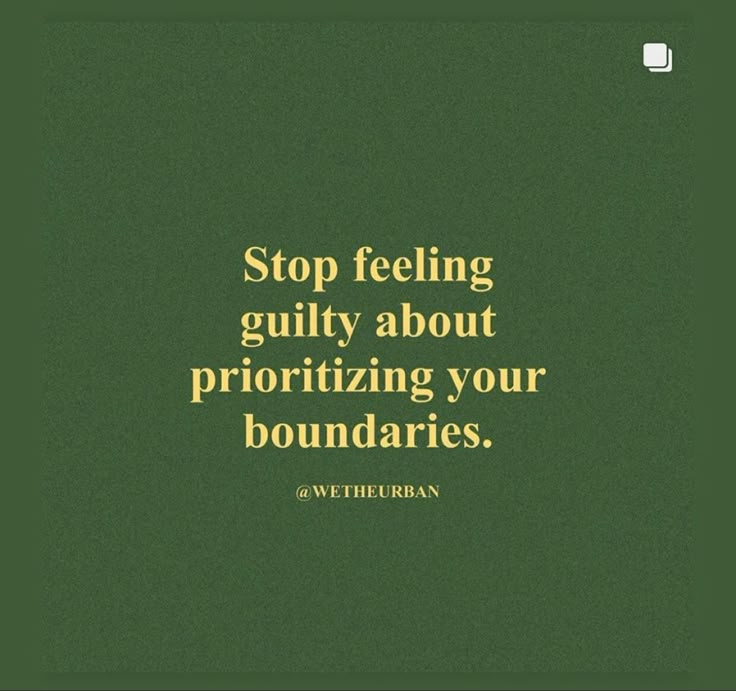 Stop feeling
guilty about
prioritizing your
boundaries.
@WETHEURBAN